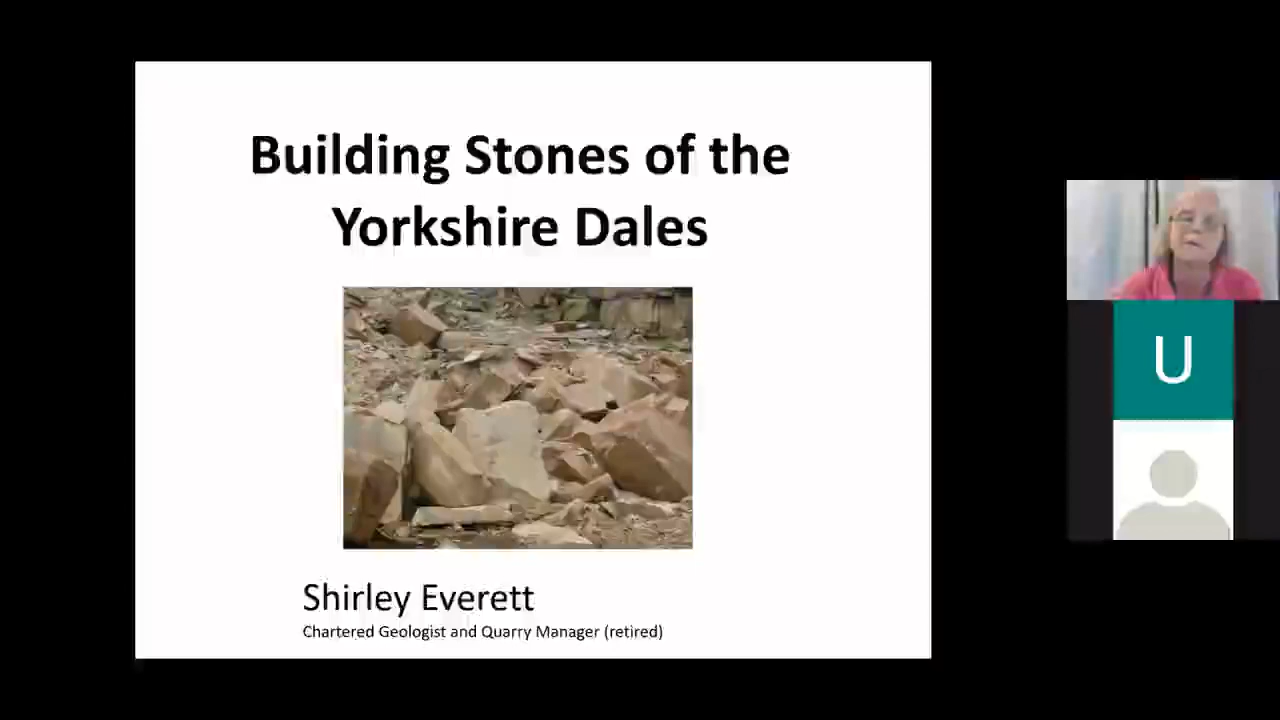 Building Stones of the
Yorkshire Dales
Shirley Everett
Chartered Geologist and Quarry Manager (retired)
U